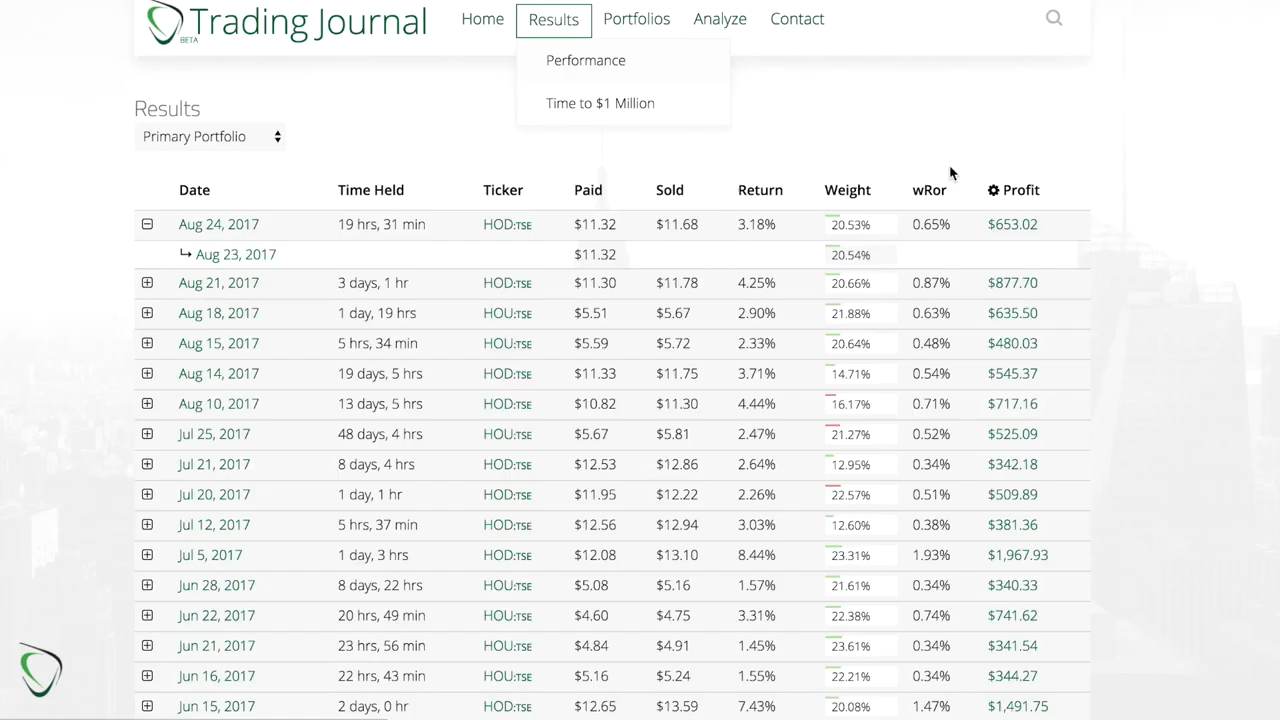 Trading Journal
BETA
Home Results Portfolios Analyze Contact
Performance
Time to $1 Million
Results
Primary Portfolio
Date Time Held Ticker Paid Sold Return Weight wRor Profit
Aug 24, 2017 19 hrs, 31 min HOD:TSE $11.32 $11.68 3.18% 20.53% 0.65% $653.02
Aug 23, 2017 $11.32 20.54%
Aug 21, 2017 3 days, 1 hr HOD:TSE $11.30 $11.78 4.25% 20.66% 0.87% $877.70
Aug 18, 2017 1 day, 19 hrs HOU:TSE $5.51 $5.67 2.90% 21.88% 0.63% $635.50
Aug 15, 2017 5 hrs, 34 min HOU:TSE $5.59 $5.72 2.33% 20.64% 0.48% $480.03
Aug 14, 2017 19 days, 5 hrs HOD:TSE $11.33 $11.75 3.71% 14.71% 0.54% $545.37
Aug 10, 2017 13 days, 5 hrs HOD:TSE $10.82 $11.30 4.44% 16.17% 0.71% $717.16
Jul 25, 2017 48 days, 4 hrs HOU:TSE $5.67 $5.81 2.47% 21.27% 0.52% $525.09
Jul 21, 2017 8 days, 4 hrs HOD:TSE $12.53 $12.86 2.64% 12.95% 0.34% $342.18
Jul 20, 2017 1 day, 1 hr HOD:TSE $11.95 $12.22 2.26% 22.57% 0.51% $509.89
Jul 12, 2017 5 hrs, 37 min HOD:TSE $12.56 $12.94 3.03% 12.60% 0.38% $381.36
Jul 5, 2017 1 day, 3 hrs HOD:TSE $12.08 $13.10 8.44% 23.31% 1.93% $1,967.93
Jun 28, 2017 8 days, 22 hrs HOU:TSE $5.08 $5.16 1.57% 21.61% 0.34% $340.33
Jun 22, 2017 20 hrs, 49 min HOU:TSE $4.60 $4.75 3.31% 22.38% 0.74% $741.62
Jun 21, 2017 23 hrs, 56 min HOU:TSE $4.84 $4.91 1.45% 23.61% 0.34% $341.54
Jun 16, 2017 22 hrs, 43 min HOU:TSE $5.16 $5.24 1.55% 22.21% 0.34% $344.27
Jun 15, 2017 2 days, 0 hr HOD:TSE $12.65 $13.59 7.43% 20.08% 1.47% $1,491.75